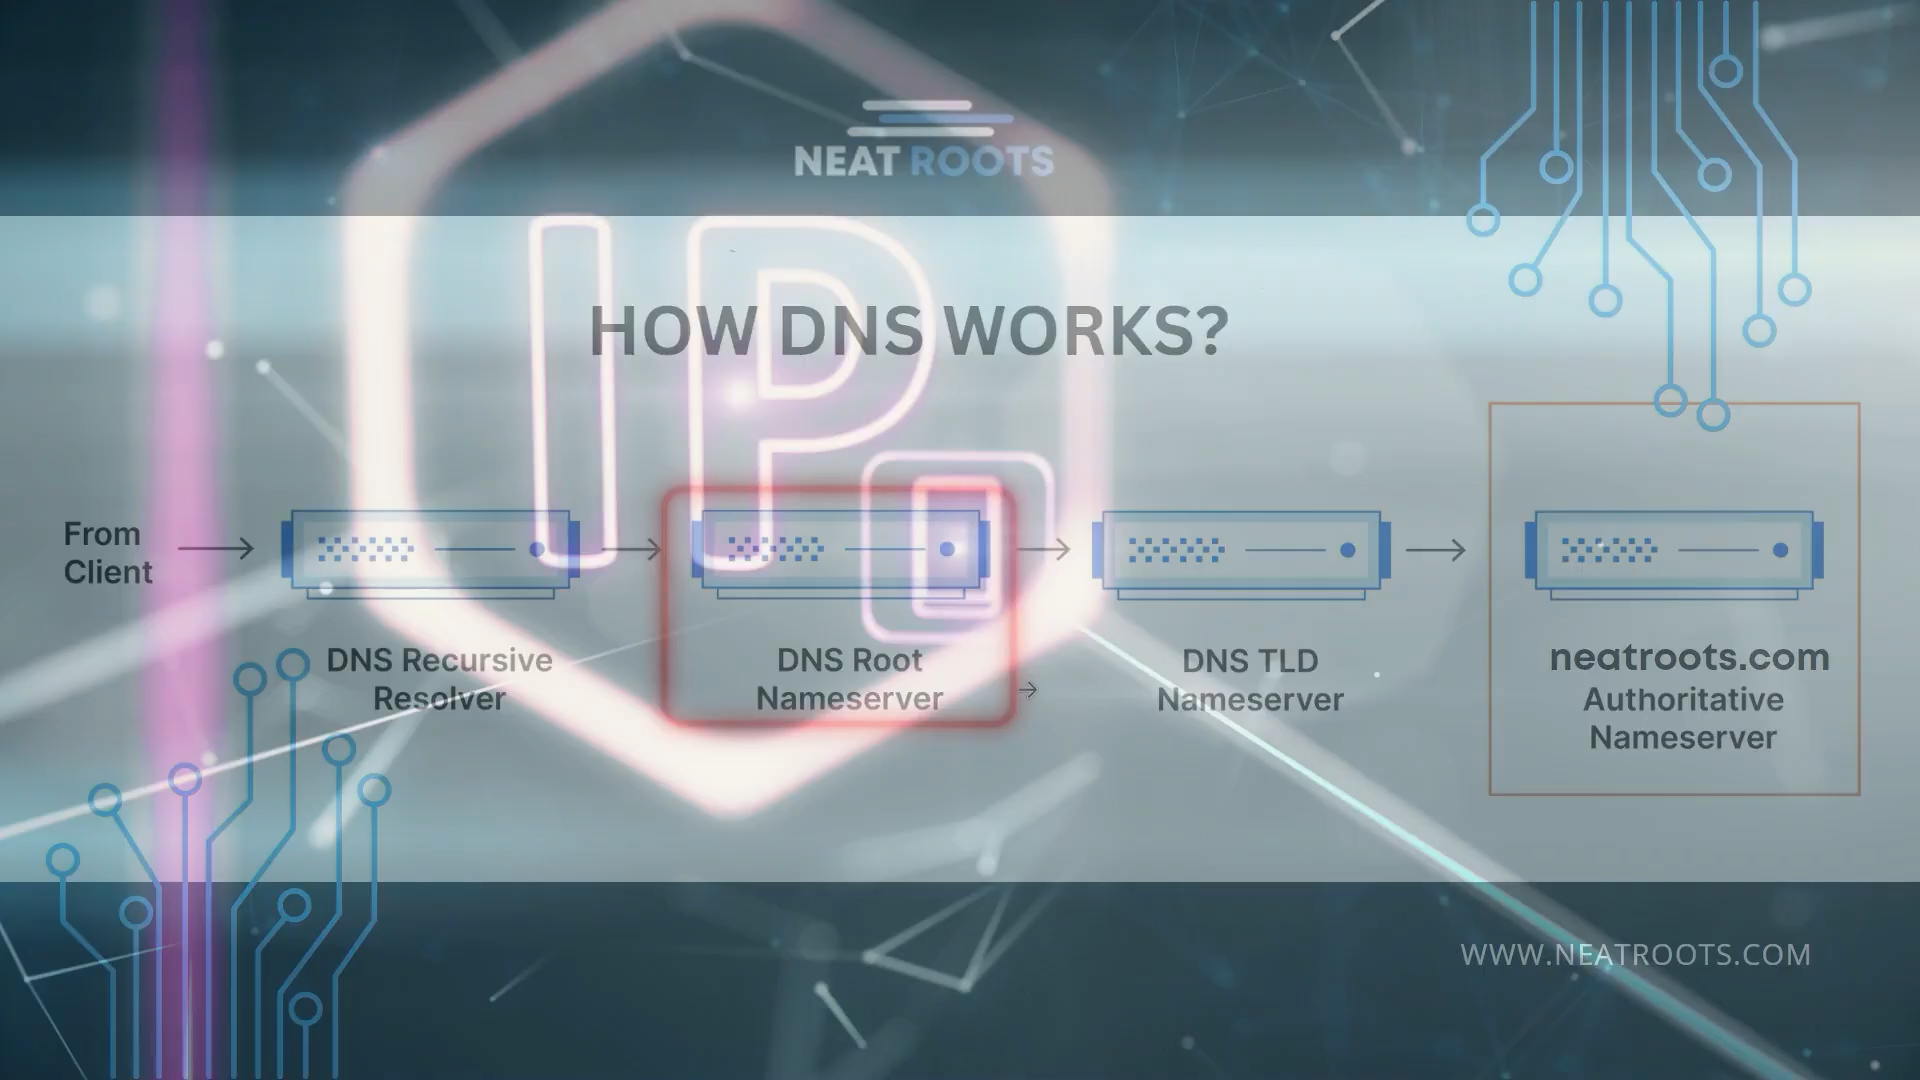 NEAT ROOTS
IP
HOW DNS WORKS?
From
Client
DNS Recursive
Resolver
DNS Root
Nameserver
DNS TLD
Nameserver
neatroots.com
Authoritative
Nameserver
WWW.NEATROOTS.COM